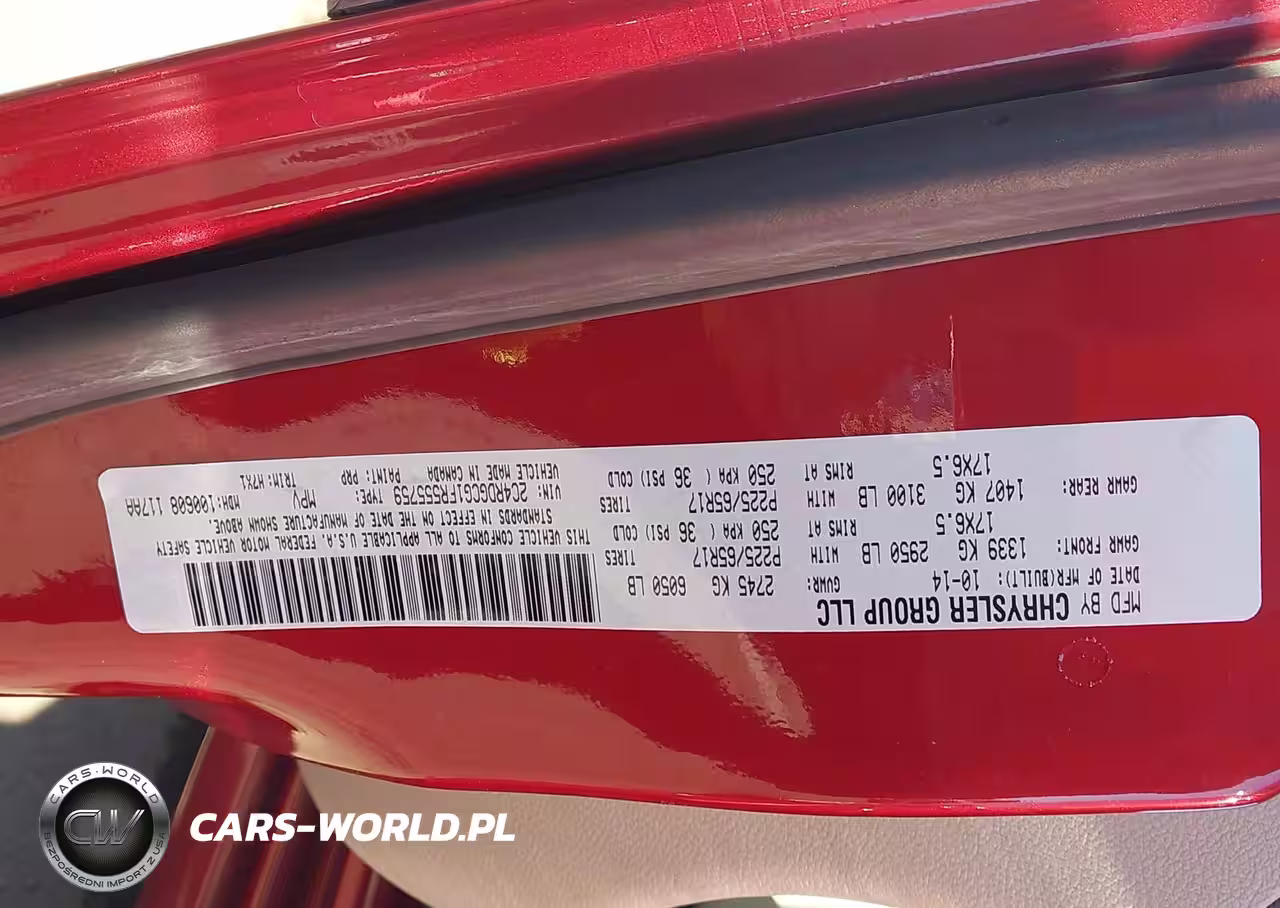 MFD BY CHRYSLER GROUP LLC
DATE OF MFR(BUILT): 10-14 GVWR: 2745 KG 6050 LB
GAWR FRONT: 1339 KG 2950 LB WITH P225/65R17 TIRES
17X6.5 RIMS AT 250 KPA ( 36 PSI) COLD
GAWR REAR: 1407 KG 3100 LB WITH P225/65R17 TIRES
17X6.5 RIMS AT 250 KPA ( 36 PSI) COLD
THIS VEHICLE CONFORMS TO ALL APPLICABLE U.S.A. FEDERAL MOTOR VEHICLE SAFETY
STANDARDS IN EFFECT ON THE DATE OF MANUFACTURE SHOWN ABOVE.
VIN: 2C4RDGCG1FR555759 TYPE: MPV MDH: 100608 117AA
VEHICLE MADE IN CANADA PAINT: PRP TRIM: H7X1
CARS-WORLD
CW
BEZPOŚREDNI IMPORT Z USA
CARS-WORLD.PL